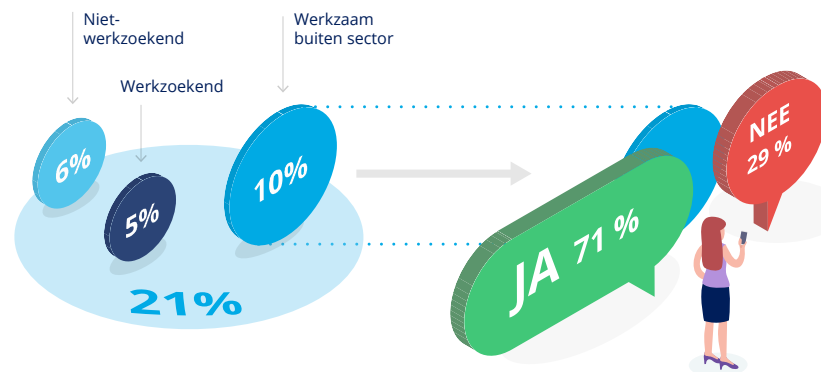 Niet-
werkzoekend
Werkzoekend
Werkzaam
buiten sector
6%
5%
10%
21%
JA 71 %
NEE
29 %